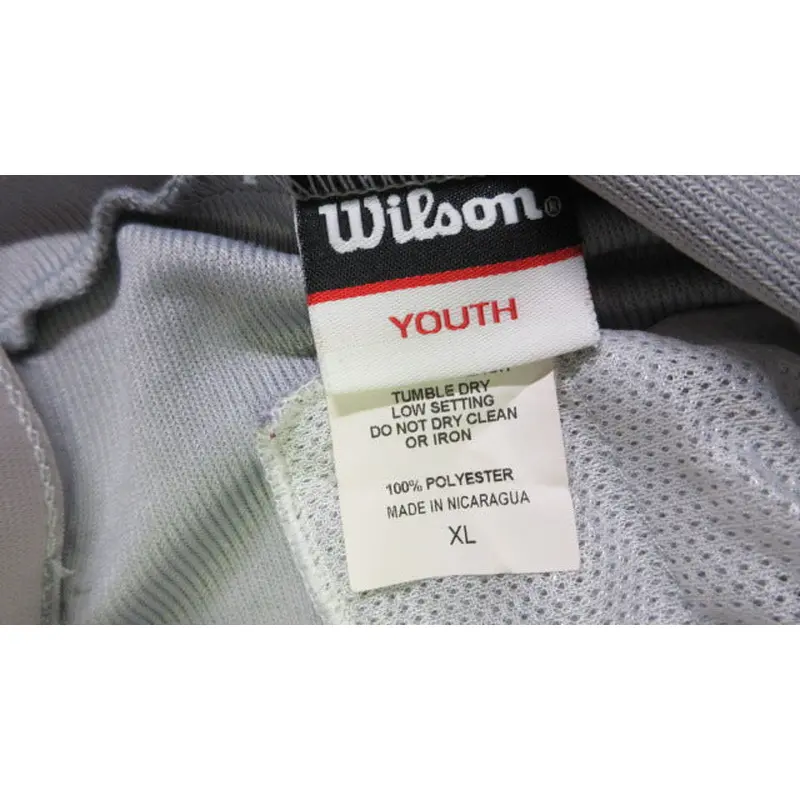 Wilson®
YOUTH
TUMBLE DRY
LOW SETTING
DO NOT DRY CLEAN
OR IRON
100% POLYESTER
MADE IN NICARAGUA
XL